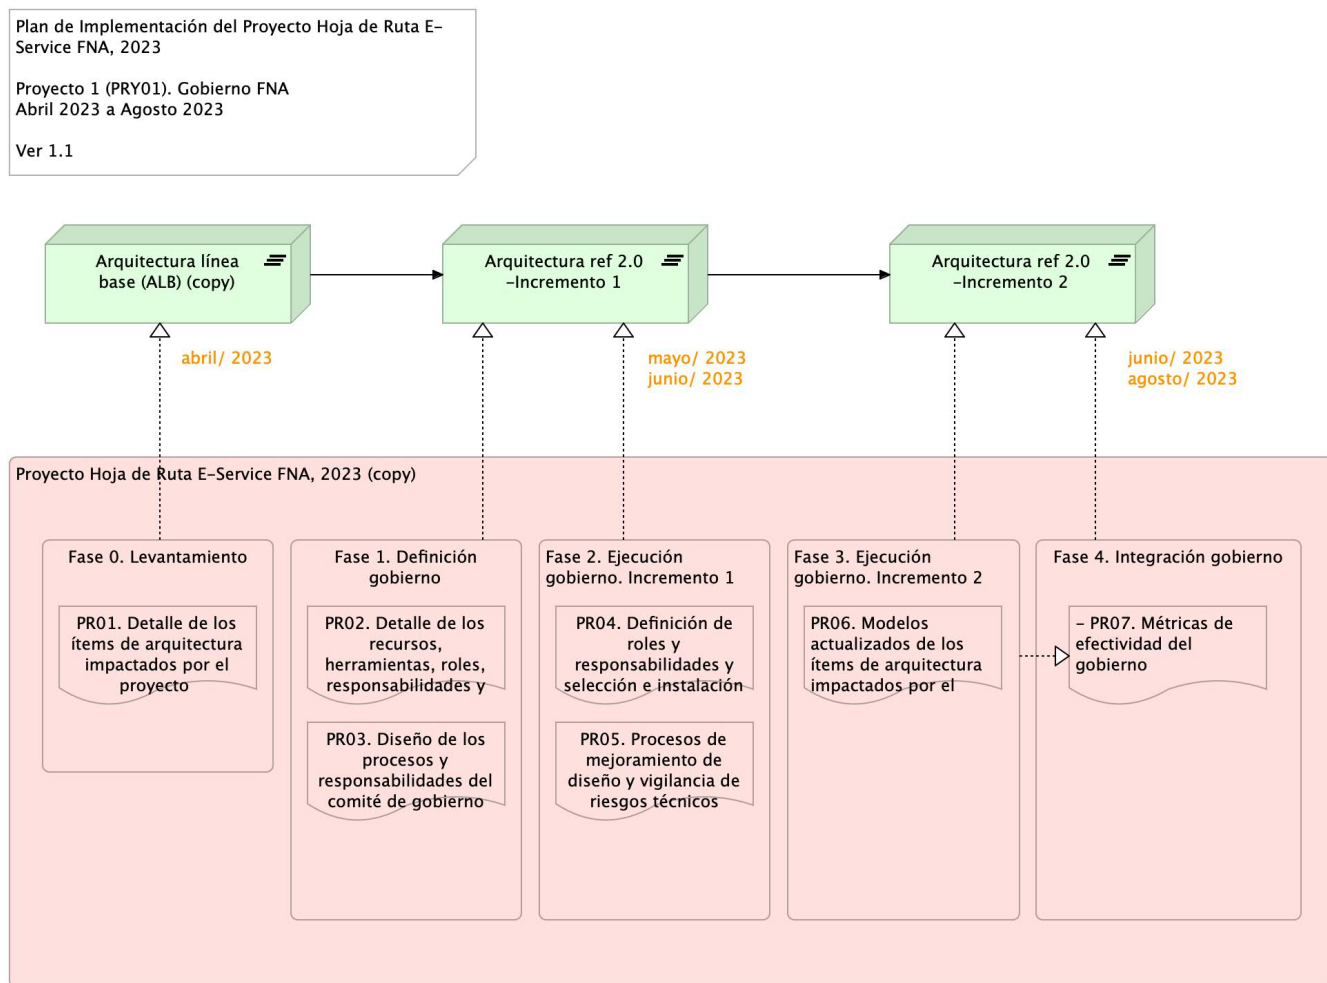 Plan de Implementación del Proyecto Hoja de Ruta E-
Service FNA, 2023
Proyecto 1 (PRY01). Gobierno FNA
Abril 2023 a Agosto 2023
Ver 1.1
Arquitectura línea
base (ALB) (copy)
Arquitectura ref 2.0
-Incremento 1
Arquitectura ref 2.0
-Incremento 2
abril/ 2023
mayo/ 2023
junio/ 2023
junio/ 2023
agosto/ 2023
Proyecto Hoja de Ruta E-Service FNA, 2023 (copy)
Fase 0. Levantamiento
PR01. Detalle de los
ítems de arquitectura
impactados por el
proyecto
Fase 1. Definición
gobierno
PR02. Detalle de los
recursos,
herramientas, roles,
responsabilidades y
PR03. Diseño de los
procesos y
responsabilidades del
comité de gobierno
Fase 2. Ejecución
gobierno. Incremento 1
PR04. Definición de
roles y
responsabilidades y
selección e instalación
PR05. Procesos de
mejoramiento de
diseño y vigilancia de
riesgos técnicos
Fase 3. Ejecución
gobierno. Incremento 2
PR06. Modelos
actualizados de los
ítems de arquitectura
impactados por el
Fase 4. Integración gobierno
- PR07. Métricas de
efectividad del
gobierno